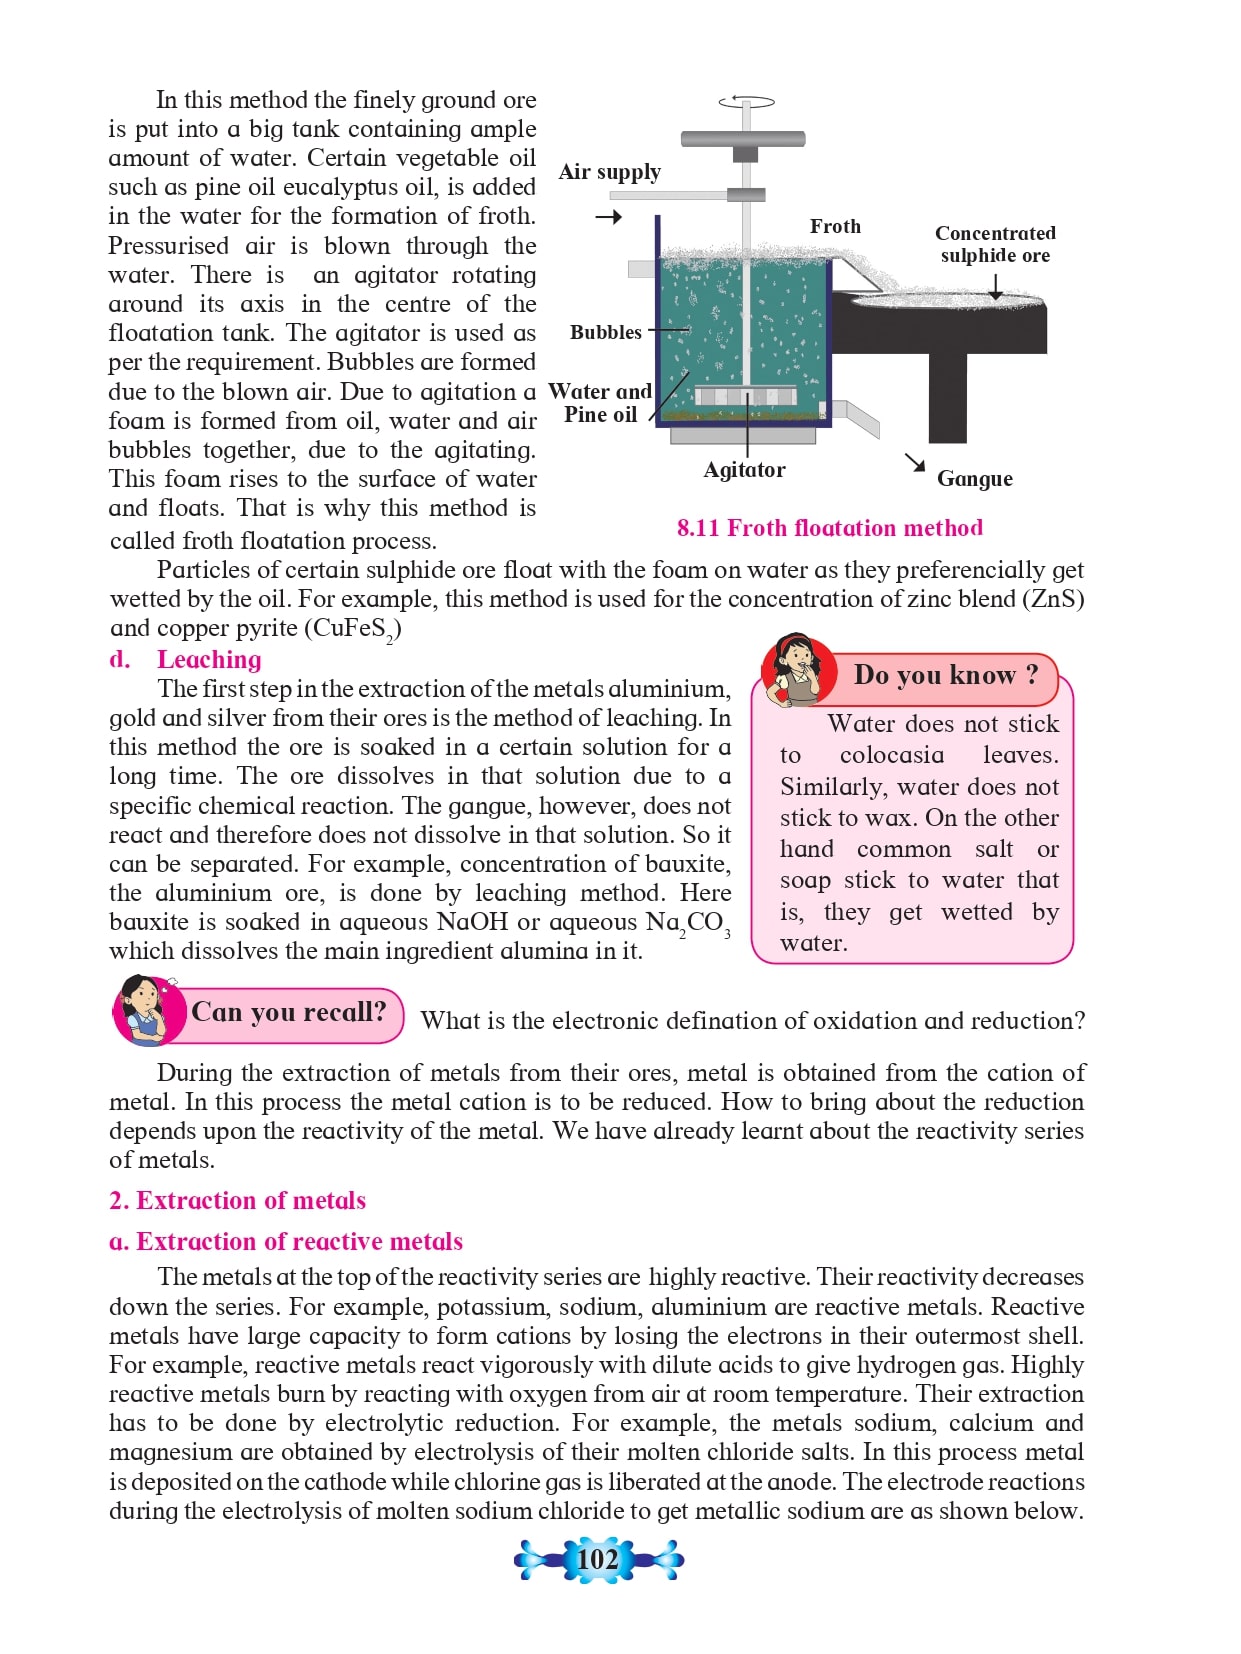 In this method the finely ground ore
is put into a big tank containing ample
amount of water. Certain vegetable oil
such as pine oil eucalyptus oil, is added
in the water for the formation of froth.
Pressurised air is blown through the
water. There is an agitator rotating
around its axis in the centre of the
floatation tank. The agitator is used as
per the requirement. Bubbles are formed
due to the blown air. Due to agitation a
foam is formed from oil, water and air
bubbles together, due to the agitating.
This foam rises to the surface of water
and floats. That is why this method is
called froth floatation process.
Air supply
Froth
Concentrated
sulphide ore
Bubbles
Water and
Pine oil
Agitator
Gangue
8.11 Froth floatation method
Particles of certain sulphide ore float with the foam on water as they preferencially get
wetted by the oil. For example, this method is used for the concentration of zinc blend (ZnS)
and copper pyrite (CuFeS₂)
d. Leaching
The first step in the extraction of the metals aluminium,
gold and silver from their ores is the method of leaching. In
this method the ore is soaked in a certain solution for a
long time. The ore dissolves in that solution due to a
specific chemical reaction. The gangue, however, does not
react and therefore does not dissolve in that solution. So it
can be separated. For example, concentration of bauxite,
the aluminium ore, is done by leaching method. Here
bauxite is soaked in aqueous NaOH or aqueous Na₂CO₃
which dissolves the main ingredient alumina in it.
Do you know ?
Water does not stick
to colocasia leaves.
Similarly, water does not
stick to wax. On the other
hand common salt or
soap stick to water that
is, they get wetted by
water.
Can you recall?
What is the electronic defination of oxidation and reduction?
During the extraction of metals from their ores, metal is obtained from the cation of
metal. In this process the metal cation is to be reduced. How to bring about the reduction
depends upon the reactivity of the metal. We have already learnt about the reactivity series
of metals.
2. Extraction of metals
a. Extraction of reactive metals
The metals at the top of the reactivity series are highly reactive. Their reactivity decreases
down the series. For example, potassium, sodium, aluminium are reactive metals. Reactive
metals have large capacity to form cations by losing the electrons in their outermost shell.
For example, reactive metals react vigorously with dilute acids to give hydrogen gas. Highly
reactive metals burn by reacting with oxygen from air at room temperature. Their extraction
has to be done by electrolytic reduction. For example, the metals sodium, calcium and
magnesium are obtained by electrolysis of their molten chloride salts. In this process metal
is deposited on the cathode while chlorine gas is liberated at the anode. The electrode reactions
during the electrolysis of molten sodium chloride to get metallic sodium are as shown below.
102